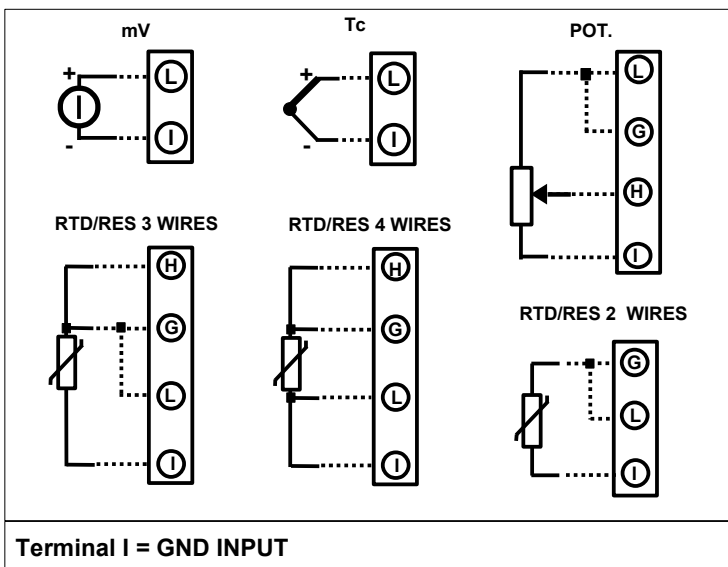 mV
Tc
POT.
+
L
-
I
+
L
-
I
L
G
H
I
RTD/RES 3 WIRES
H
G
L
I
RTD/RES 4 WIRES
H
G
L
I
RTD/RES 2 WIRES
G
L
I
Terminal I = GND INPUT